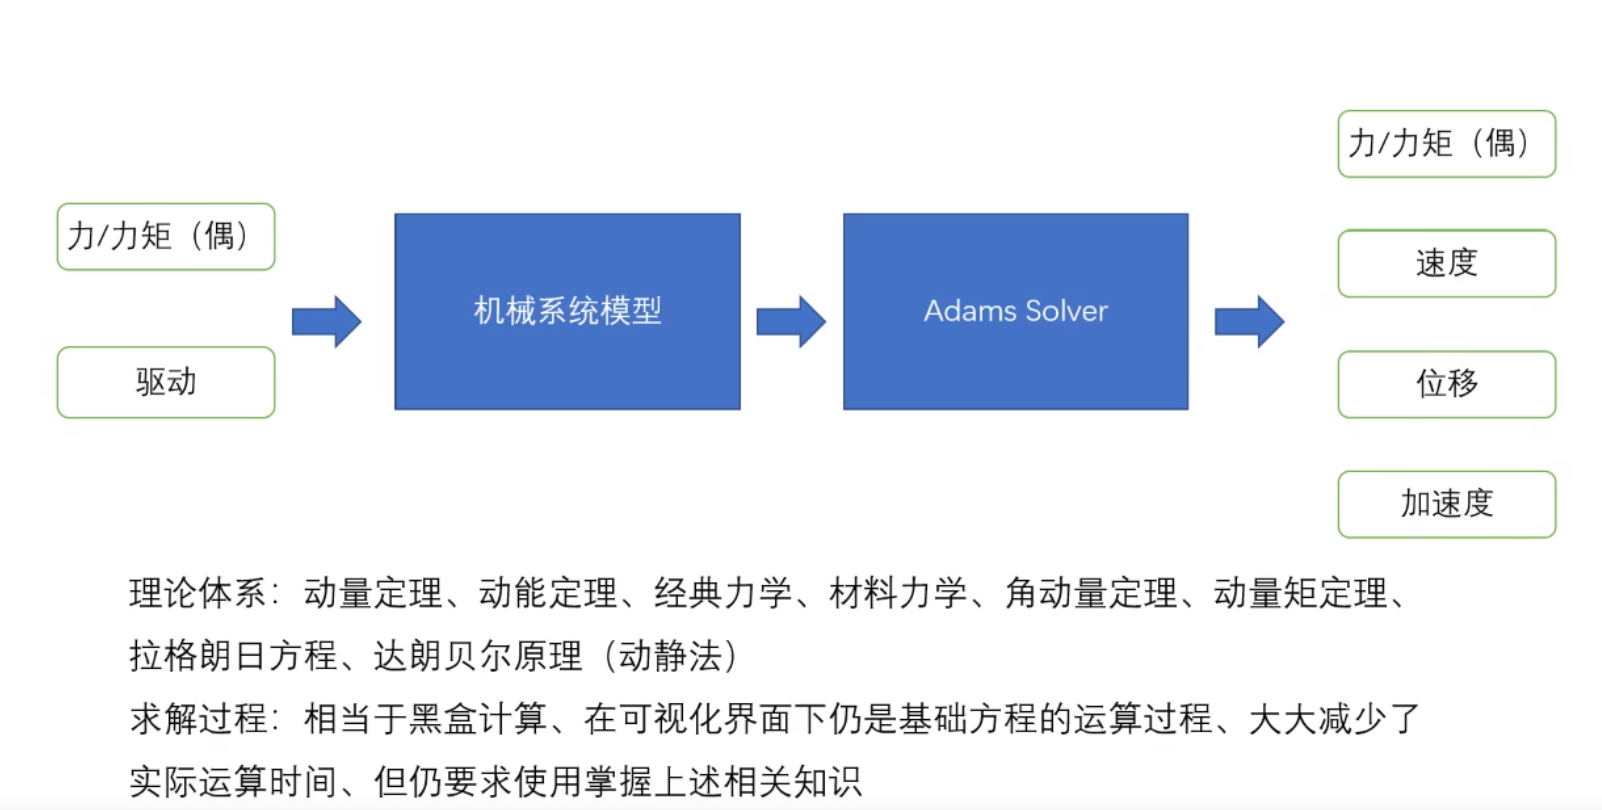 力/力矩（偶）
驱动
机械系统模型
Adams Solver
力/力矩（偶）
速度
位移
加速度
理论体系：动量定理、动能定理、经典力学、材料力学、角动量定理、动量矩定理、
拉格朗日方程、达朗贝尔原理（动静法）
求解过程：相当于黑盒计算、在可视化界面下仍是基础方程的运算过程、大大减少了
实际运算时间、但仍要求使用掌握上述相关知识